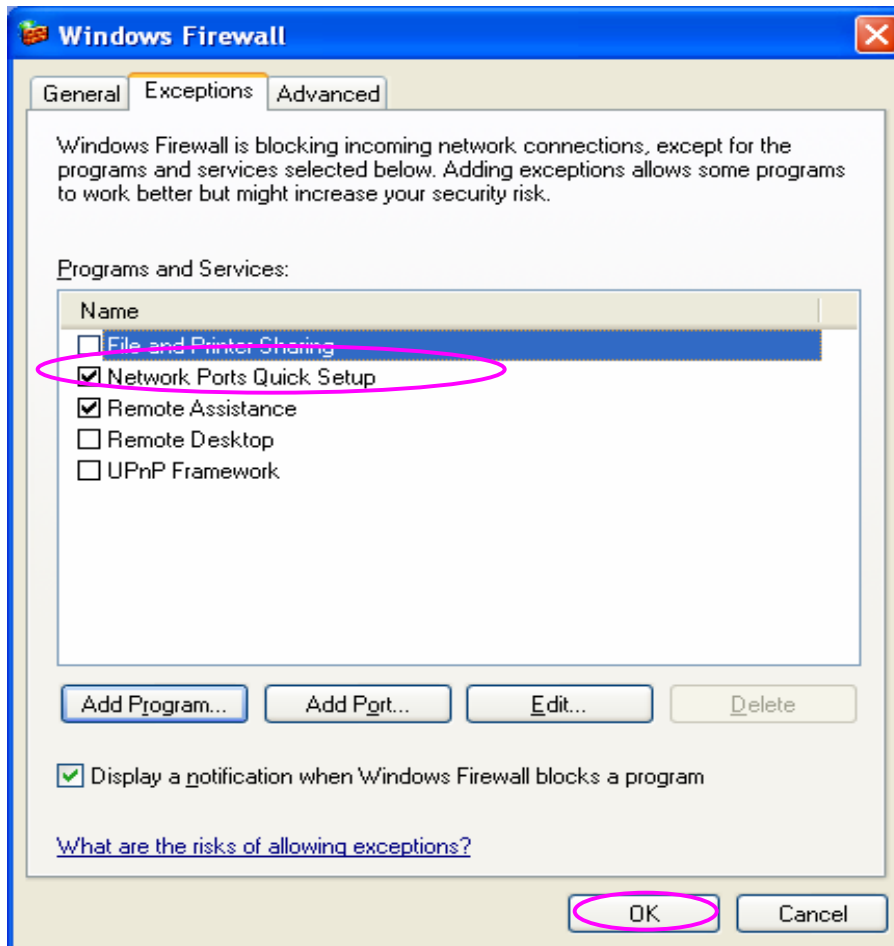 Windows Firewall
General Exceptions Advanced
Windows Firewall is blocking incoming network connections, except for the
programs and services selected below. Adding exceptions allows some programs
to work better but might increase your security risk.
Programs and Services:
Name
File and Printer Sharing
Network Ports Quick Setup
Remote Assistance
Remote Desktop
UPnP Framework
Add Program... Add Port... Edit... Delete
Display a notification when Windows Firewall blocks a program
What are the risks of allowing exceptions?
OK Cancel